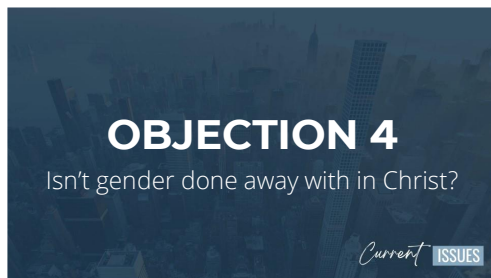 OBJECTION 4
Isn't gender done away with in Christ?
Current ISSUES